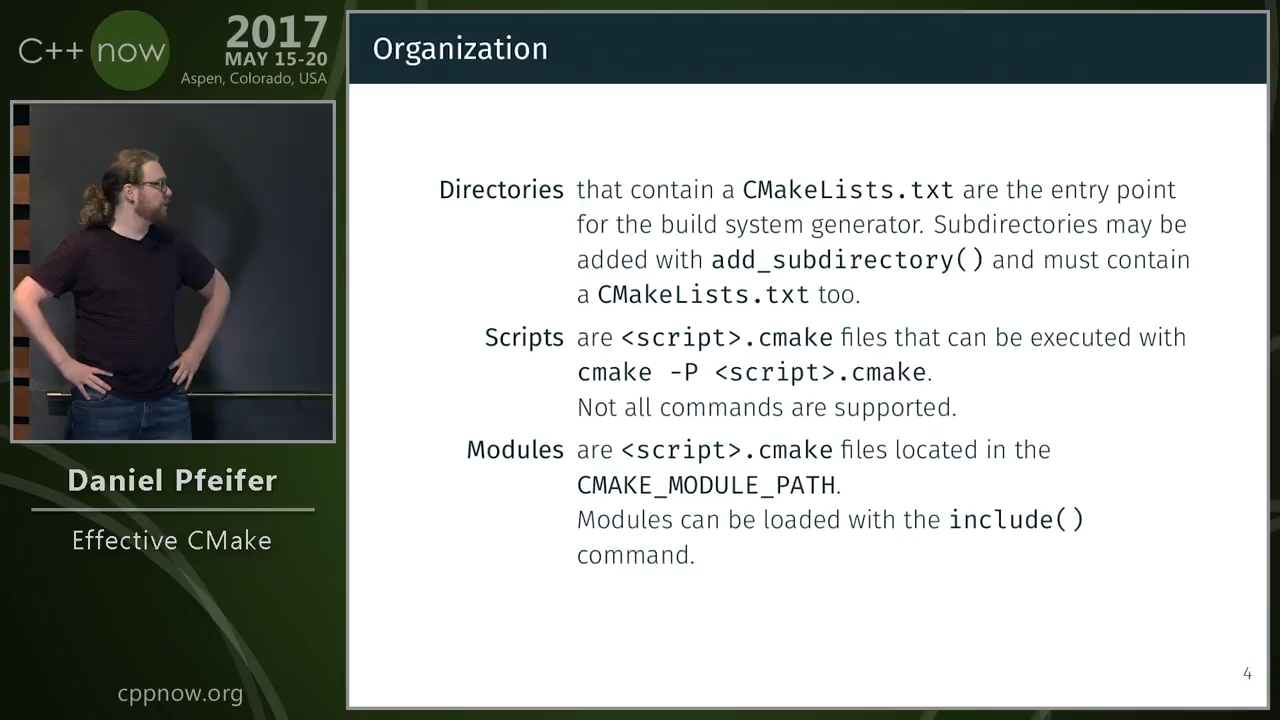 C++ now
2017
MAY 15-20
Aspen, Colorado, USA
Daniel Pfeifer
Effective CMake
cppnow.org
Organization
Directories that contain a CMakeLists.txt are the entry point
for the build system generator. Subdirectories may be
added with add_subdirectory() and must contain
a CMakeLists.txt too.
Scripts are <script>.cmake files that can be executed with
cmake -P <script>.cmake.
Not all commands are supported.
Modules are <script>.cmake files located in the
CMAKE_MODULE_PATH.
Modules can be loaded with the include()
command.
4